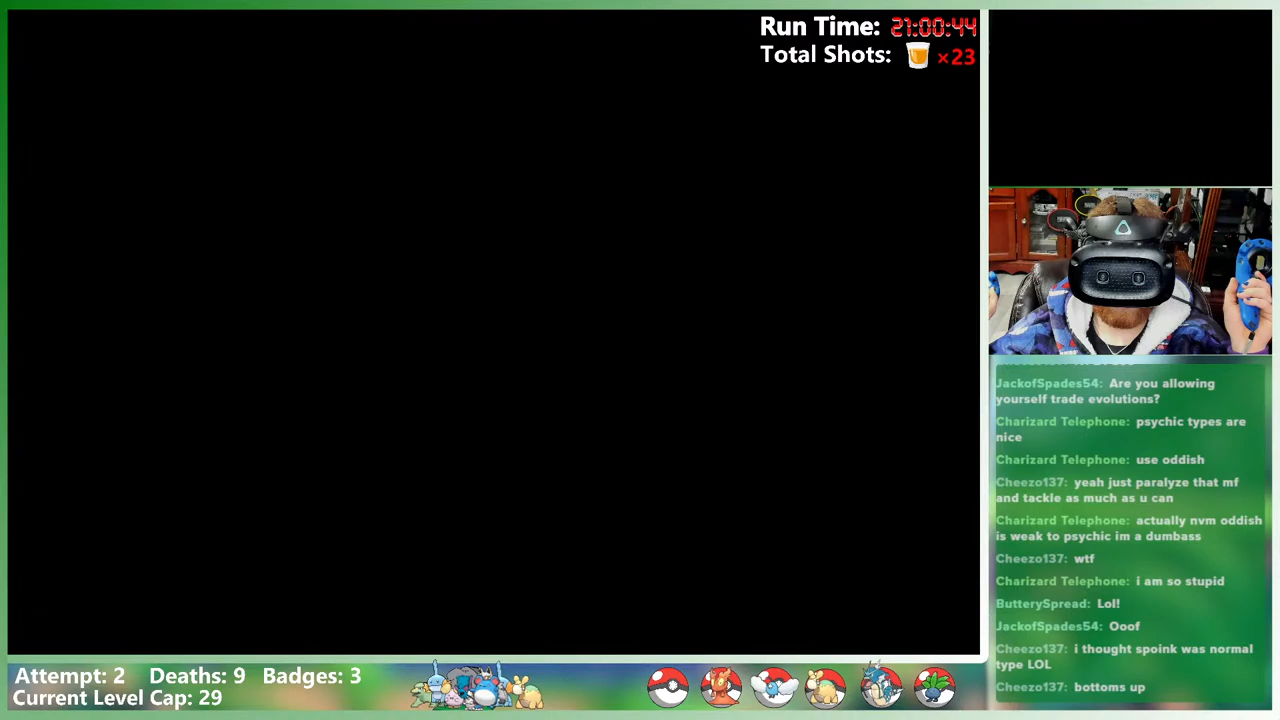 Run Time: 21:00:44
Total Shots: ×23
JackofSpades54: Are you allowing
yourself trade evolutions?
Charizard Telephone: psychic types are
nice
Charizard Telephone: use oddish
Cheezo137: yeah just paralyze that mf
and tackle as much as u can
Charizard Telephone: actually nvm oddish
is weak to psychic im a dumbass
Cheezo137: wtf
Charizard Telephone: i am so stupid
ButterySpread: Lol!
JackofSpades54: Ooof
Cheezo137: i thought spoink was normal
type LOL
Cheezo137: bottoms up
Attempt: 2 Deaths: 9 Badges: 3
Current Level Cap: 29